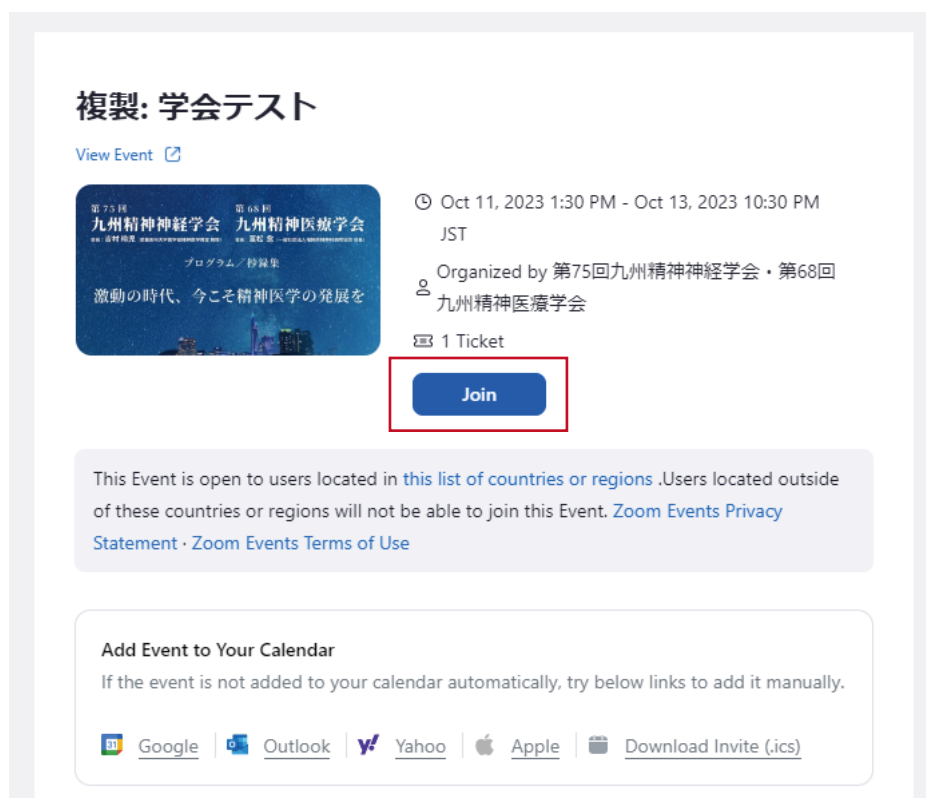 複製: 学会テスト
View Event
第75回
九州精神神経学会
第68回
九州精神医療学会
プログラム／抄録集
激動の時代、今こそ精神医学の発展を
Oct 11, 2023 1:30 PM - Oct 13, 2023 10:30 PM
JST
Organized by 第75回九州精神神経学会・第68回
九州精神医療学会
1 Ticket
Join
This Event is open to users located in this list of countries or regions .Users located outside
of these countries or regions will not be able to join this Event. Zoom Events Privacy
Statement · Zoom Events Terms of Use
Add Event to Your Calendar
If the event is not added to your calendar automatically, try below links to add it manually.
31 Google Outlook Yahoo Apple Download Invite (.ics)